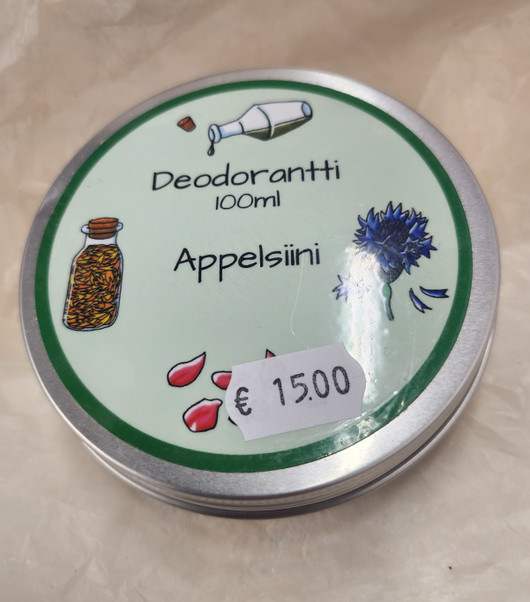 Deodorantti
100ml
Appelsiini
€ 15.00